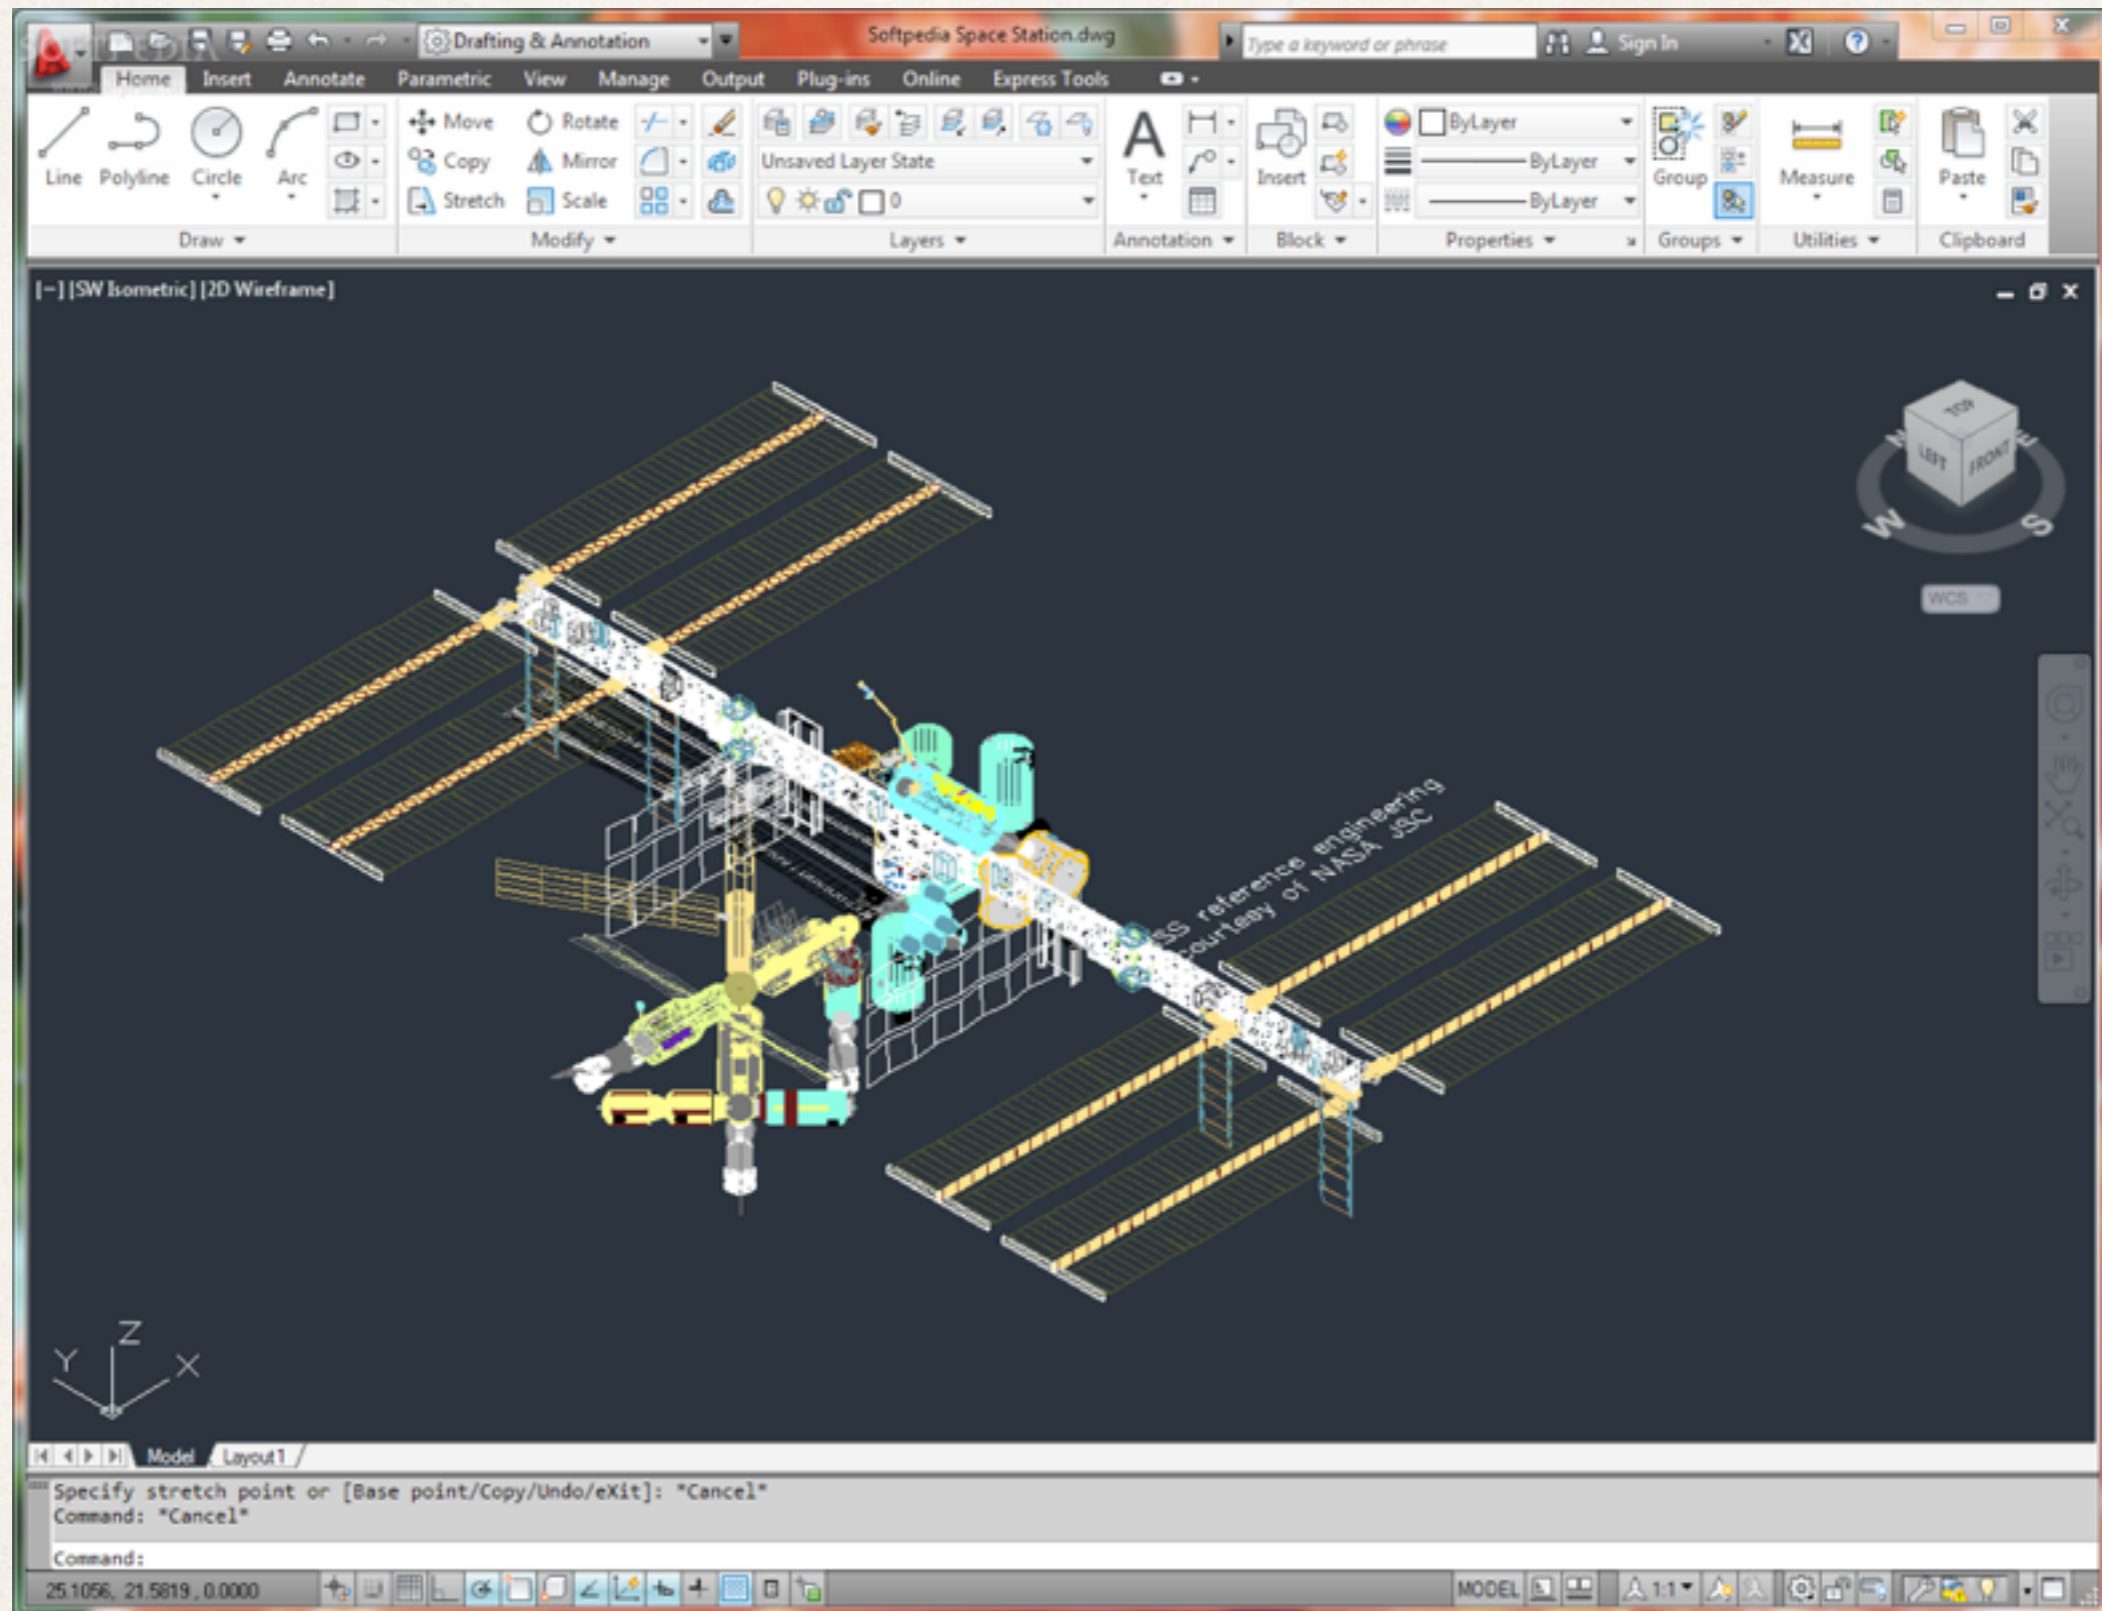 SOFTPEDIA
Drafting & Annotation
Softpedia Space Station.dwg
Type a keyword or phrase
Sign In
Home Insert Annotate Parametric View Manage Output Plug-ins Online Express Tools
Line Polyline Circle Arc
Draw
Move Rotate
Copy Mirror
Stretch Scale
Modify
Unsaved Layer State
0
Layers
A
Text
Annotation
Insert
Block
ByLayer
ByLayer
ByLayer
Properties
Group
Groups
Measure
Utilities
Paste
Clipboard
[−][SW Isometric][2D Wireframe]
TOP
LEFT FRONT
N E
W S
WCS
SS reference engineering
courtesy of NASA JSC
Z
Y X
Model Layout1
Specify stretch point or [Base point/Copy/Undo/eXit]: *Cancel*
Command: *Cancel*
Command:
25.1056, 21.5819, 0.0000
MODEL
1:1